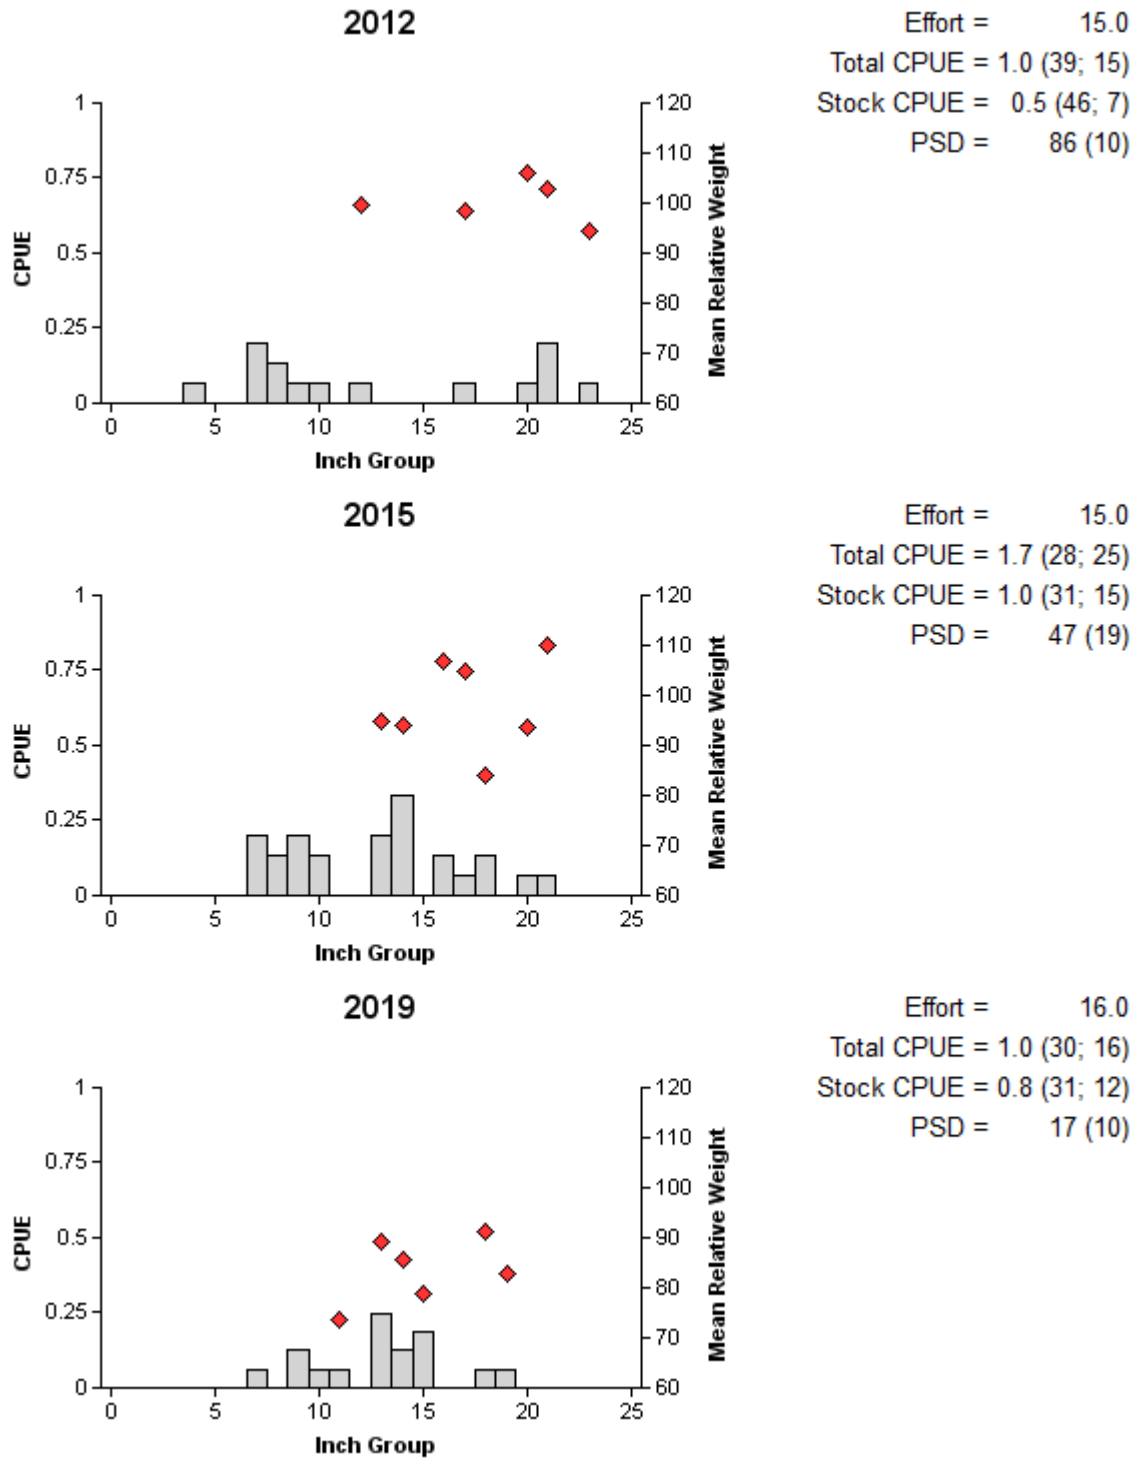 2012
Effort = 15.0
Total CPUE = 1.0 (39; 15)
Stock CPUE = 0.5 (46; 7)
PSD = 86 (10)
1
0.75
0.5
0.25
0
CPUE
120
110
100
90
80
70
60
Mean Relative Weight
0 5 10 15 20 25
Inch Group
2015
Effort = 15.0
Total CPUE = 1.7 (28; 25)
Stock CPUE = 1.0 (31; 15)
PSD = 47 (19)
1
0.75
0.5
0.25
0
CPUE
120
110
100
90
80
70
60
Mean Relative Weight
0 5 10 15 20 25
Inch Group
2019
Effort = 16.0
Total CPUE = 1.0 (30; 16)
Stock CPUE = 0.8 (31; 12)
PSD = 17 (10)
1
0.75
0.5
0.25
0
CPUE
120
110
100
90
80
70
60
Mean Relative Weight
0 5 10 15 20 25
Inch Group